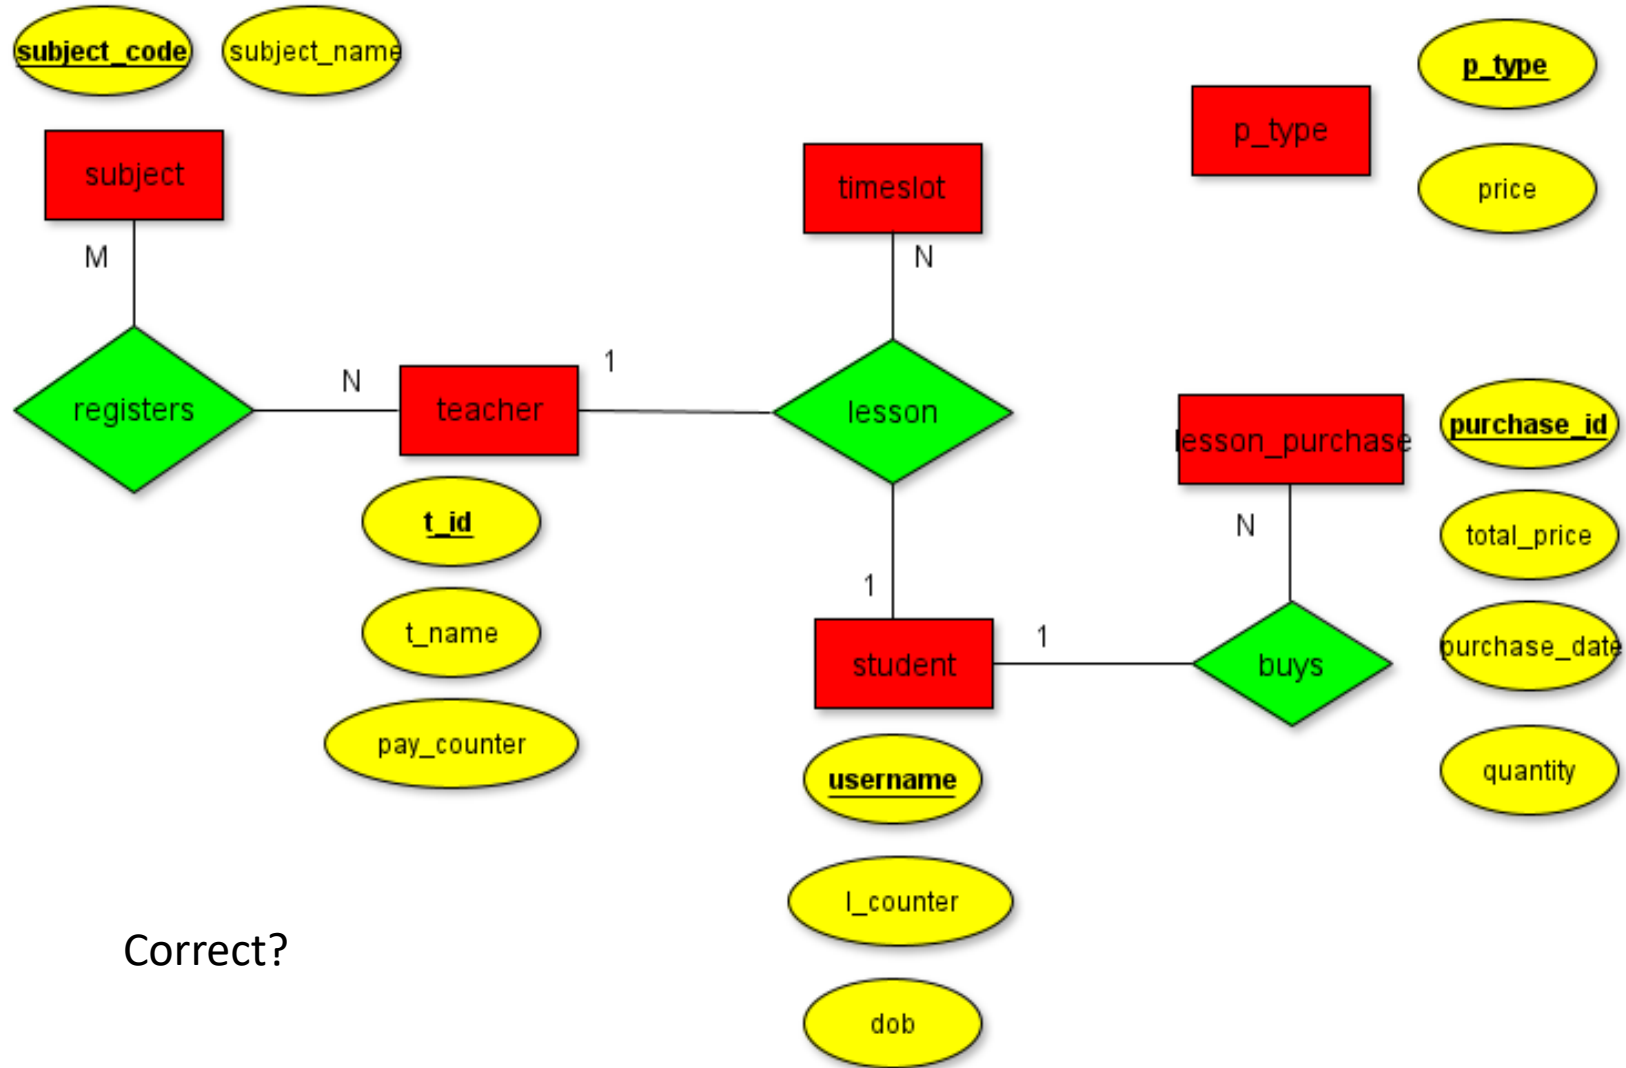 subject_code
subject_name
p_type
p_type
price
subject
timeslot
M
N
registers
N
teacher
1
lesson
lesson_purchase
purchase_id
t_id
N
total_price
1
t_name
student
1
buys
purchase_date
pay_counter
username
quantity
l_counter
Correct?
dob